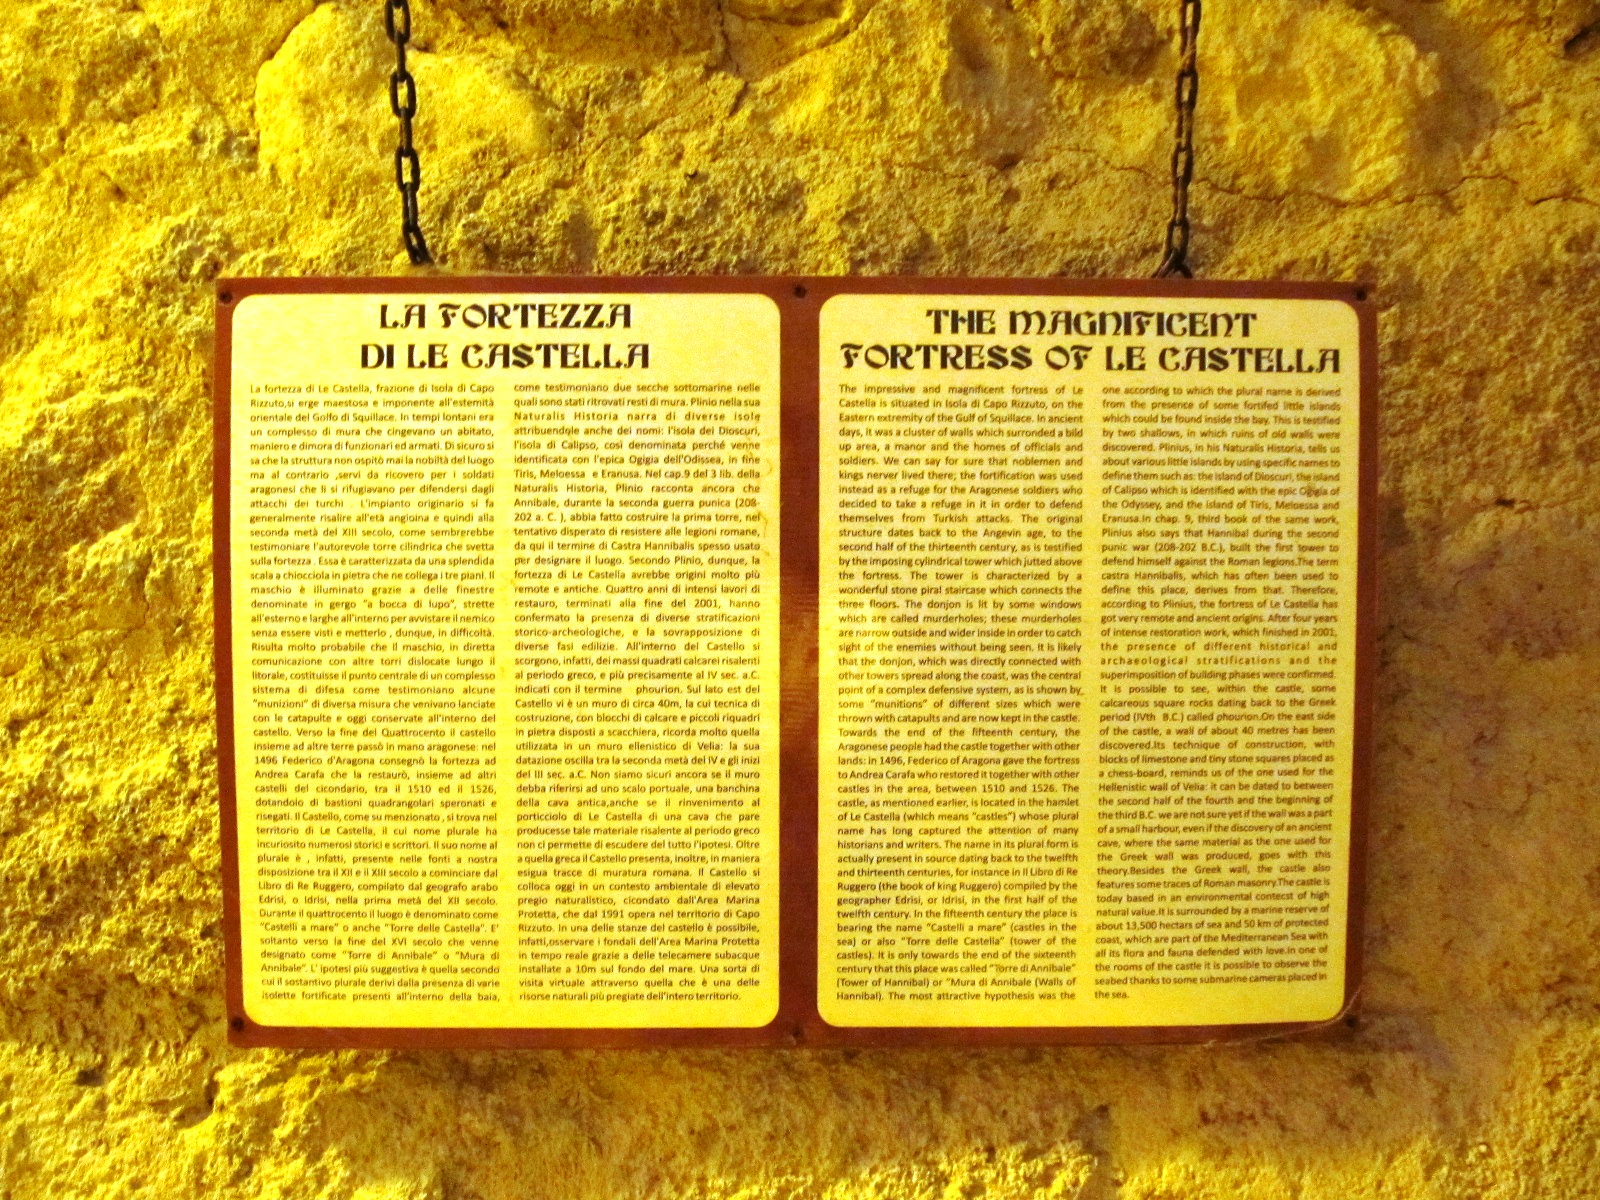 LA FORTEZZA
DI LE CASTELLA
La fortezza di Le Castella, frazione di Isola di Capo
Rizzuto,si erge maestosa e imponente all'estemità
orientale del Golfo di Squillace. In tempi lontani era
un complesso di mura che cingevano un abitato,
maniero e dimora di funzionari ed armati. Di sicuro si
sa che la struttura non ospitò mai la nobiltà del luogo
ma al contrario ,servi da ricovero per i soldati
aragonesi che lì si rifugiavano per difendersi dagli
attacchi dei turchi . L'impianto originario si fa
generalmente risalire all'età angioina e quindi alla
seconda metà del XIII secolo, come sembrerebbe
testimoniare l'autorevole torre cilindrica che svetta
sulla fortezza . Essa è caratterizzata da una splendida
scala a chiocciola in pietra che ne collega i tre piani. Il
maschio è illuminato grazie a delle finestre
denominate in gergo "a bocca di lupo", strette
all'esterno e larghe all'interno per avvistare il nemico
senza essere visti e metterlo , dunque, in difficoltà.
Risulta molto probabile che il maschio, in diretta
comunicazione con altre torri dislocate lungo il
litorale, costituisse il punto centrale di un complesso
sistema di difesa come testimoniano alcune
"munizioni" di diversa misura che venivano lanciate
con le catapulte e oggi conservate all'interno del
castello. Verso la fine del Quattrocento il castello
insieme ad altre terre passò in mano aragonese: nel
1496 Federico d'Aragona consegnò la fortezza ad
Andrea Carafa che la restaurò, insieme ad altri
castelli del cicondario, tra il 1510 ed il 1526,
dotandolo di bastioni quadrangolari speronati e
risegati. Il Castello, come su menzionato , si trova nel
territorio di Le Castella, il cui nome plurale ha
incuriosito numerosi storici e scrittori. Il suo nome al
plurale è , infatti, presente nelle fonti a nostra
disposizione tra il XII e il XIII secolo a cominciare dal
Libro di Re Ruggero, compilato dal geografo arabo
Edrisi, o Idrisi, nella prima metà del XII secolo.
Durante il quattrocento il luogo è denominato come
"Castelli a mare" o anche "Torre delle Castella". E'
soltanto verso la fine del XVI secolo che venne
designato come "Torre di Annibale" o "Mura di
Annibale". L' ipotesi più suggestiva è quella secondo
cui il sostantivo plurale derivi dalla presenza di varie
isolette fortificate presenti all'interno della baia,
come testimoniano due secche sottomarine nelle
quali sono stati ritrovati resti di mura. Plinio nella sua
Naturalis Historia narra di diverse isole
attribuendole anche dei nomi: l'isola dei Dioscuri,
l'isola di Calipso, così denominata perché venne
identificata con l'epica Ogigia dell'Odissea, in fine
Tiris, Meloessa e Eranusa. Nel cap.9 del 3 lib. della
Naturalis Historia, Plinio racconta ancora che
Annibale, durante la seconda guerra punica (208-
202 a. C. ), abbia fatto costruire la prima torre, nel
tentativo disperato di resistere alle legioni romane,
da qui il termine di Castra Hannibalis spesso usato
per designare il luogo. Secondo Plinio, dunque, la
fortezza di Le Castella avrebbe origini molto più
remote e antiche. Quattro anni di intensi lavori di
restauro, terminati alla fine del 2001, hanno
confermato la presenza di diverse stratificazioni
storico-archeologiche, e la sovrapposizione di
diverse fasi edilizie. All'interno del Castello si
scorgono, infatti, dei massi quadrati calcarei risalenti
al periodo greco, e più precisamente al IV sec. a.C.
indicati con il termine phourion. Sul lato est del
Castello vi è un muro di circa 40m, la cui tecnica di
costruzione, con blocchi di calcare e piccoli riquadri
in pietra disposti a scacchiera, ricorda molto quella
utilizzata in un muro ellenistico di Velia: la sua
datazione oscilla tra la seconda metà del IV e gli inizi
del III sec. a.C. Non siamo sicuri ancora se il muro
debba riferirsi ad uno scalo portuale, una banchina
della cava antica,anche se il rinvenimento al
porticciolo di Le Castella di una cava che pare
producesse tale materiale risalente al periodo greco
non ci permette di escudere del tutto l'ipotesi. Oltre
a quella greca il Castello presenta, inoltre, in maniera
esigua tracce di muratura romana. Il Castello si
colloca oggi in un contesto ambientale di elevato
pregio naturalistico, cicondato dall'Area Marina
Protetta, che dal 1991 opera nel territorio di Capo
Rizzuto. In una delle stanze del castello è possibile,
infatti,osservare i fondali dell'Area Marina Protetta
in tempo reale grazie a delle telecamere subacque
installate a 10m sul fondo del mare. Una sorta di
visita virtuale attraverso quella che è una delle
risorse naturali più pregiate dell'intero territorio.
THE MAGNIFICENT
FORTRESS OF LE CASTELLA
The impressive and magnificent fortress of Le
Castella is situated in Isola di Capo Rizzuto, on the
Eastern extremity of the Gulf of Squillace. In ancient
days, it was a cluster of walls which surronded a bild
up area, a manor and the homes of officials and
soldiers. We can say for sure that noblemen and
kings nerver lived there; the fortification was used
instead as a refuge for the Aragonese soldiers who
decided to take a refuge in it in order to defend
themselves from Turkish attacks. The original
structure dates back to the Angevin age, to the
second half of the thirteenth century, as is testified
by the imposing cylindrical tower which jutted above
the fortress. The tower is characterized by a
wonderful stone piral staircase which connects the
three floors. The donjon is lit by some windows
which are called murderholes; these murderholes
are narrow outside and wider inside in order to catch
sight of the enemies without being seen. It is likely
that the donjon, which was directly connected with
other towers spread along the coast, was the central
point of a complex defensive system, as is shown by
some "munitions" of different sizes which were
thrown with catapults and are now kept in the castle.
Towards the end of the fifteenth century, the
Aragonese people had the castle together with other
lands: in 1496, Federico of Aragona gave the fortress
to Andrea Carafa who restored it together with other
castles in the area, between 1510 and 1526. The
castle, as mentioned earlier, is located in the hamlet
of Le Castella (which means "castles") whose plural
name has long captured the attention of many
historians and writers. The name in its plural form is
actually present in source dating back to the twelfth
and thirteenth centuries, for instance in Il Libro di Re
Ruggero (the book of king Ruggero) compiled by the
geographer Edrisi, or Idrisi, in the first half of the
twelfth century. In the fifteenth century the place is
bearing the name "Castelli a mare" (castles in the
sea) or also "Torre delle Castella" (tower of the
castles). It is only towards the end of the sixteenth
century that this place was called "Torre di Annibale"
(Tower of Hannibal) or "Mura di Annibale (Walls of
Hannibal). The most attractive hypothesis was the
one according to which the plural name is derived
from the presence of some fortifed little islands
which could be found inside the bay. This is testified
by two shallows, in which ruins of old walls were
discovered. Plinius, in his Naturalis Historia, tells us
about various little islands by using specific names to
define them such as: the island of Dioscuri, the island
of Calipso which is identified with the epic Ogigia of
the Odyssey, and the island of Tiris, Meloessa and
Eranusa.In chap. 9, third book of the same work,
Plinius also says that Hannibal during the second
punic war (208-202 B.C.), built the first tower to
defend himself against the Roman legions.The term
castra Hannibalis, which has often been used to
define this place, derives from that. Therefore,
according to Plinius, the fortress of Le Castella has
got very remote and ancient origins. After four years
of intense restoration work, which finished in 2001,
the presence of different historical and
archaeological stratifications and the
superimposition of building phases were confirmed.
It is possible to see, within the castle, some
calcareous square rocks dating back to the Greek
period (IVth B.C.) called phourion.On the east side
of the castle, a wall of about 40 metres has been
discovered.Its technique of construction, with
blocks of limestone and tiny stone squares placed as
a chess-board, reminds us of the one used for the
Hellenistic wall of Velia: it can be dated to between
the second half of the fourth and the beginning of
the third B.C. we are not sure yet if the wall was a part
of a small harbour, even if the discovery of an ancient
cave, where the same material as the one used for
the Greek wall was produced, goes with this
theory.Besides the Greek wall, the castle also
features some traces of Roman masonry.The castle is
today based in an environmental contecst of high
natural value.It is surrounded by a marine reserve of
about 13,500 hectars of sea and 50 km of protected
coast, which are part of the Mediterranean Sea with
all its flora and fauna defended with love.In one of
the rooms of the castle it is possible to observe the
seabed thanks to some submarine cameras placed in
the sea.